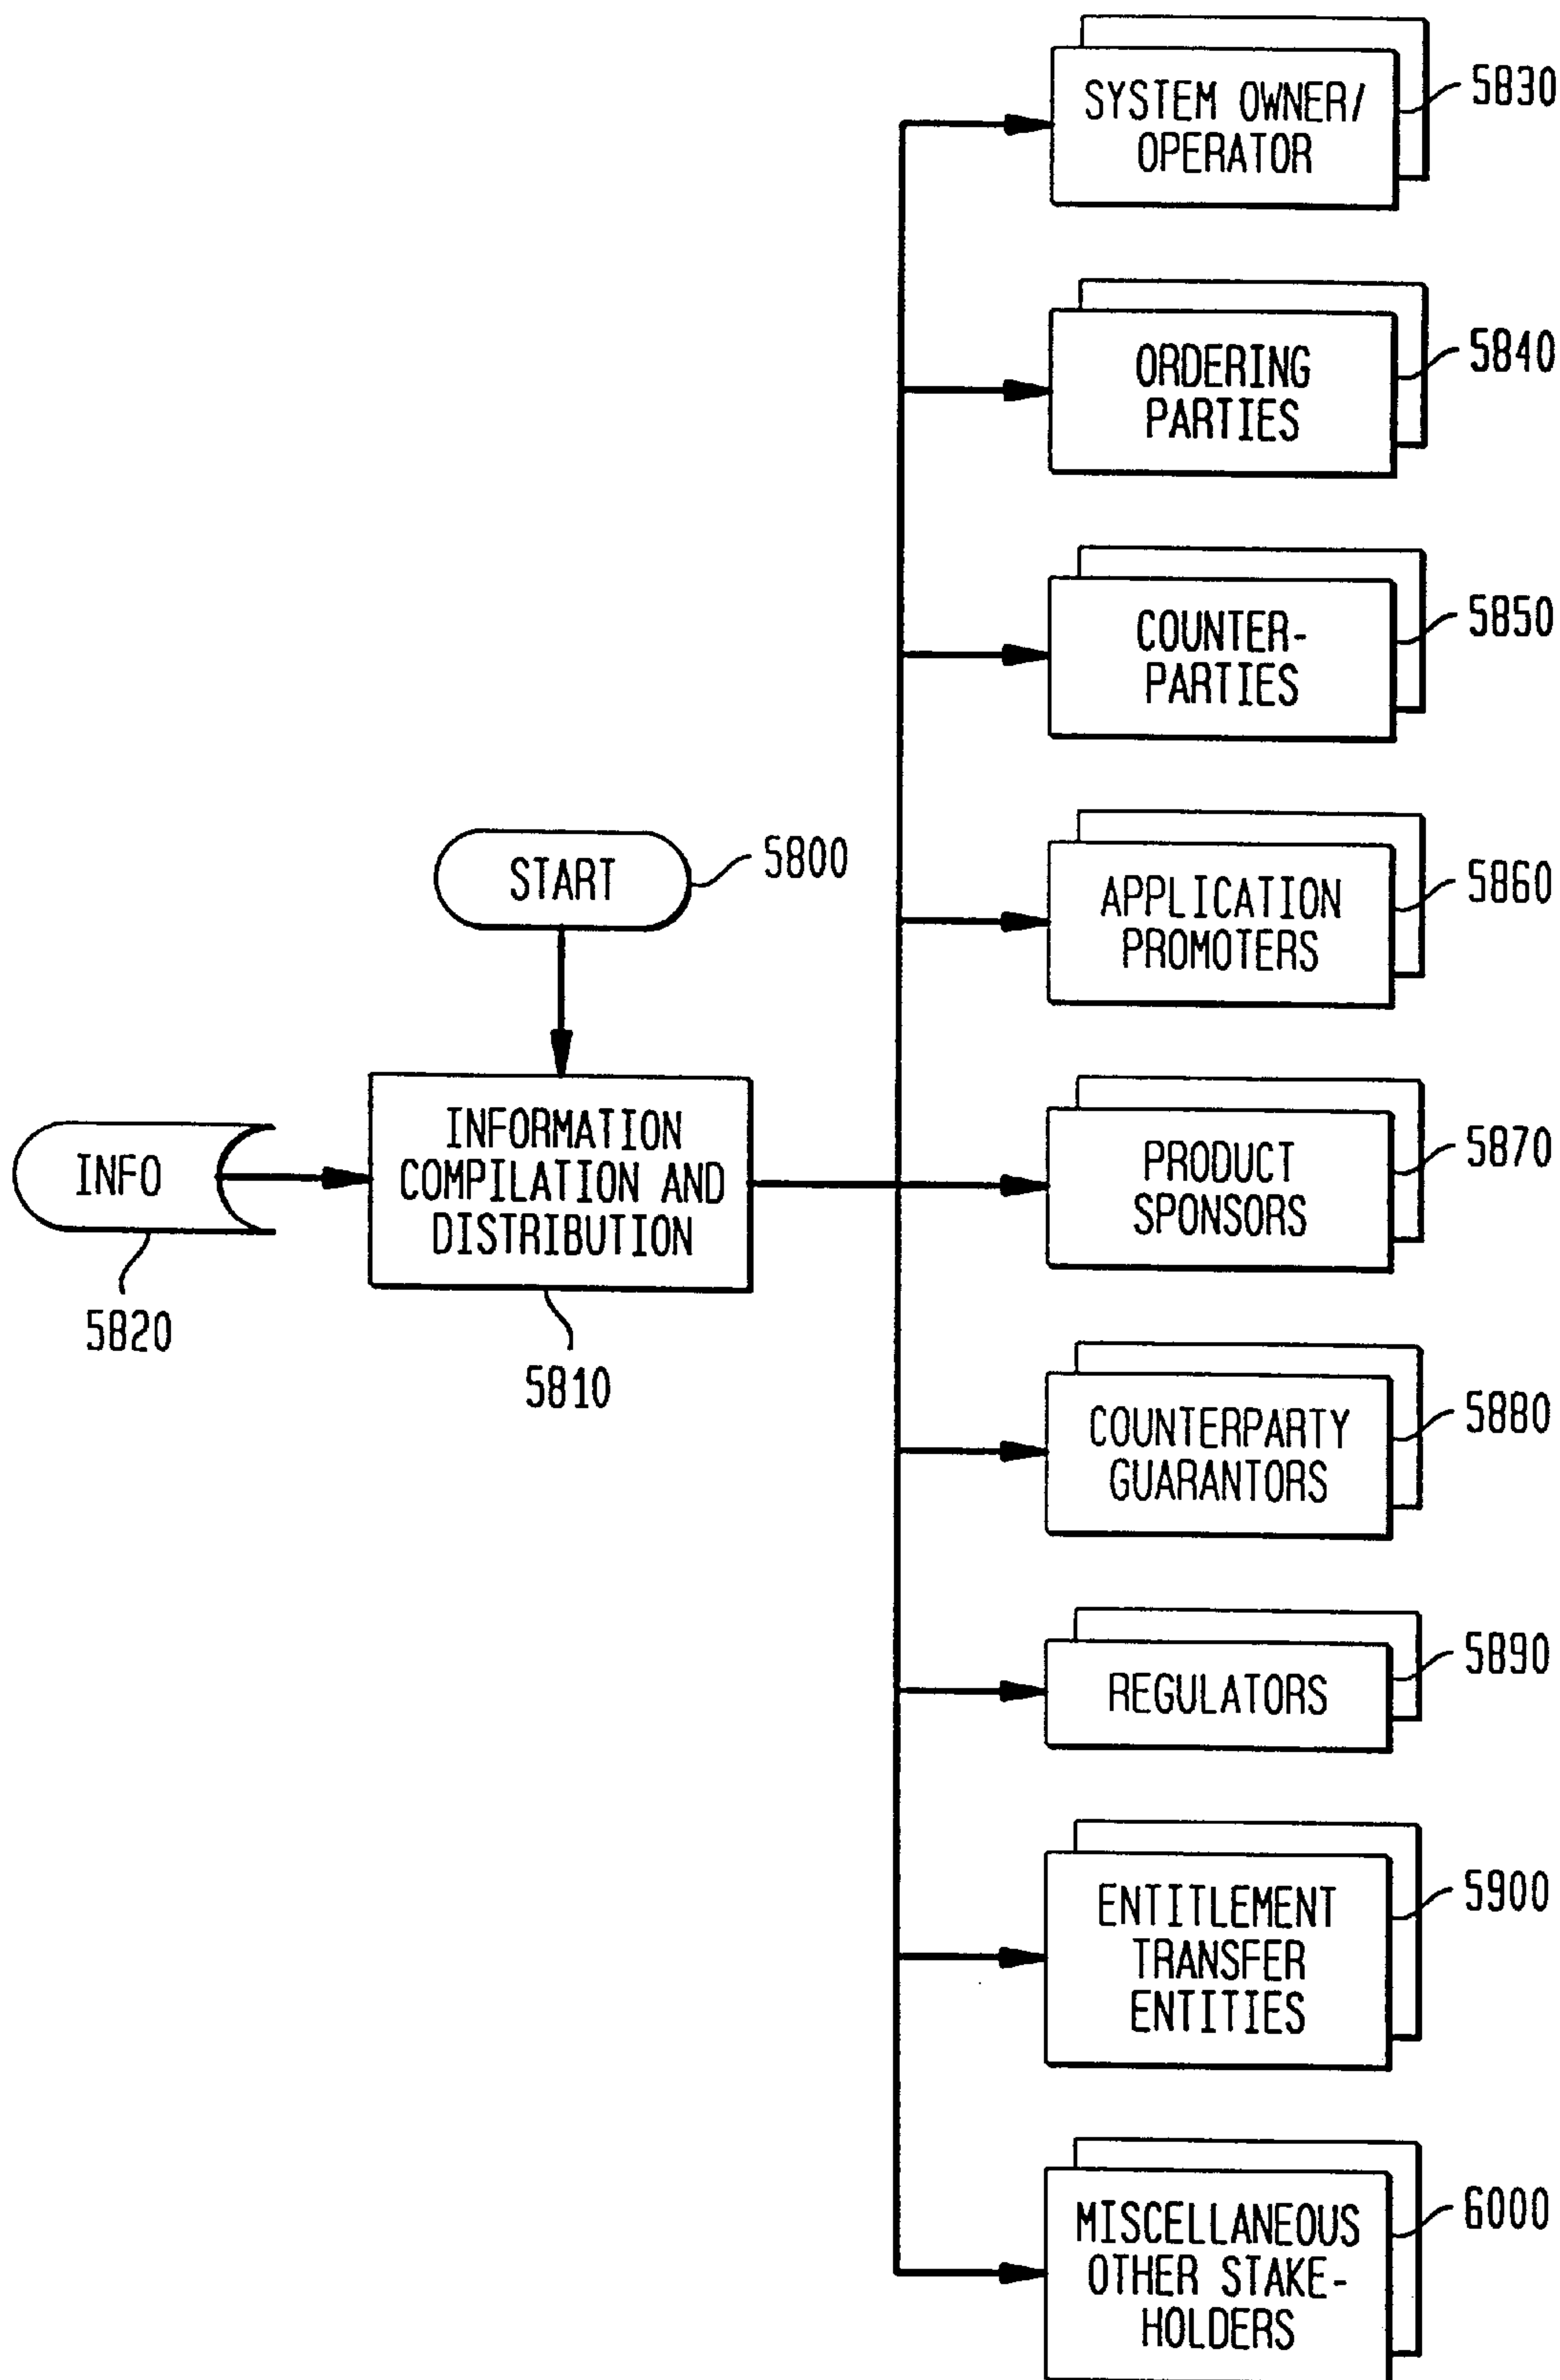 SYSTEM OWNER/
OPERATOR
5830
ORDERING
PARTIES
5840
COUNTER-
PARTIES
5850
START
5800
APPLICATION
PROMOTERS
5860
INFO
5820
INFORMATION
COMPILATION AND
DISTRIBUTION
5810
PRODUCT
SPONSORS
5870
COUNTERPARTY
GUARANTORS
5880
REGULATORS
5890
ENTITLEMENT
TRANSFER
ENTITIES
5900
MISCELLANEOUS
OTHER STAKE-
HOLDERS
6000